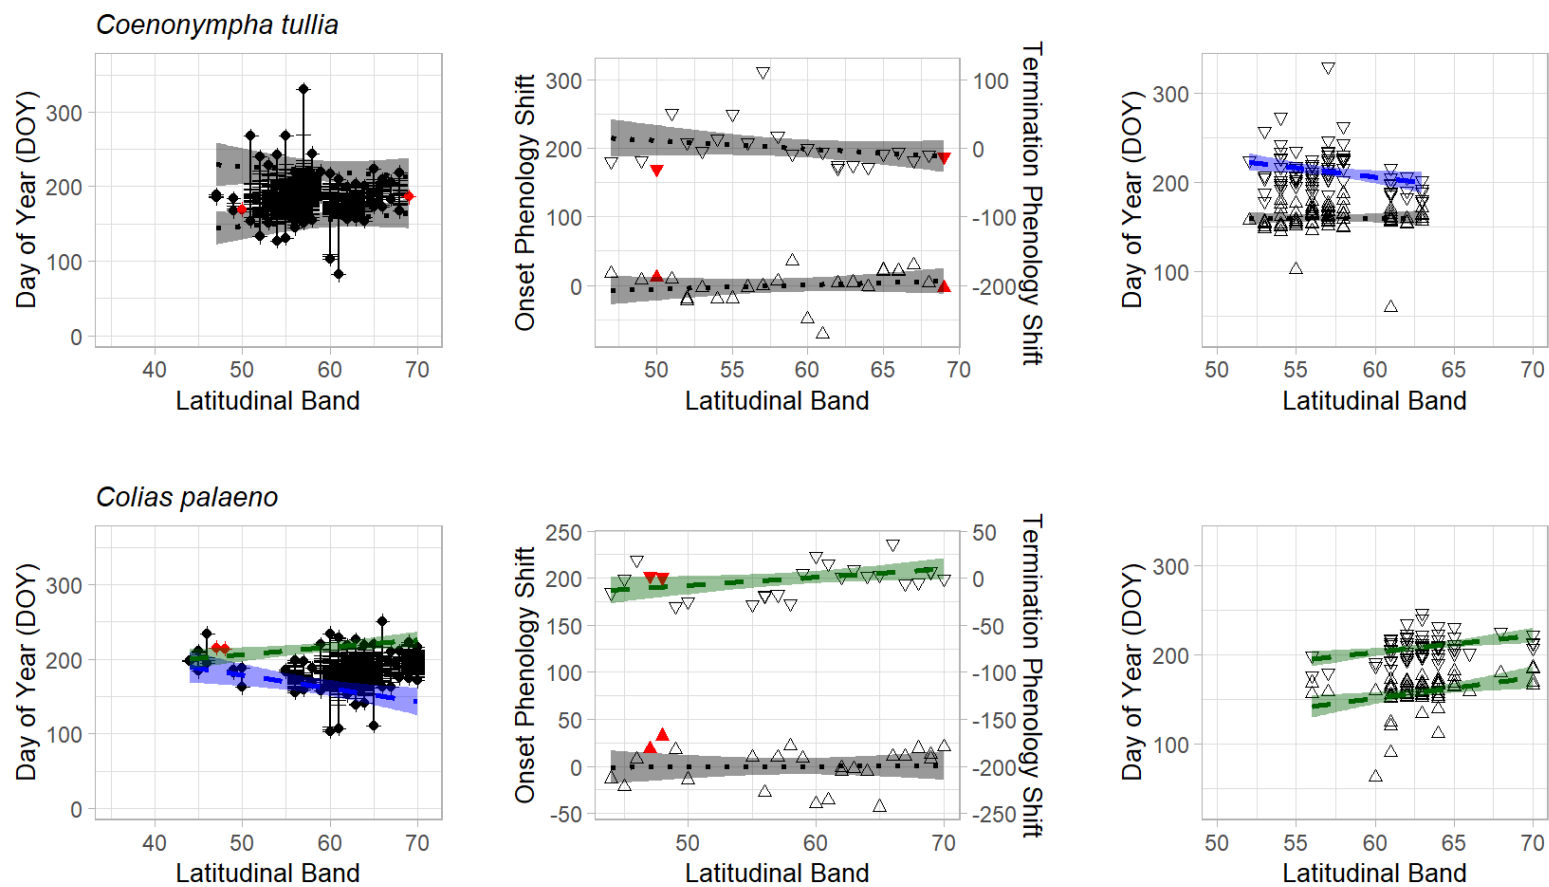 Coenonympha tullia
Day of Year (DOY)
300
200
100
0
40 50 60 70
Latitudinal Band
Onset Phenology Shift
300
200
100
0
100
0
-100
-200
Termination Phenology Shift
50 55 60 65 70
Latitudinal Band
Day of Year (DOY)
300
200
100
50 55 60 65 70
Latitudinal Band
Colias palaeno
Day of Year (DOY)
300
200
100
0
40 50 60 70
Latitudinal Band
Onset Phenology Shift
250
200
150
100
50
0
-50
50
0
-50
-100
-150
-200
-250
Termination Phenology Shift
50 60 70
Latitudinal Band
Day of Year (DOY)
300
200
100
50 55 60 65 70
Latitudinal Band